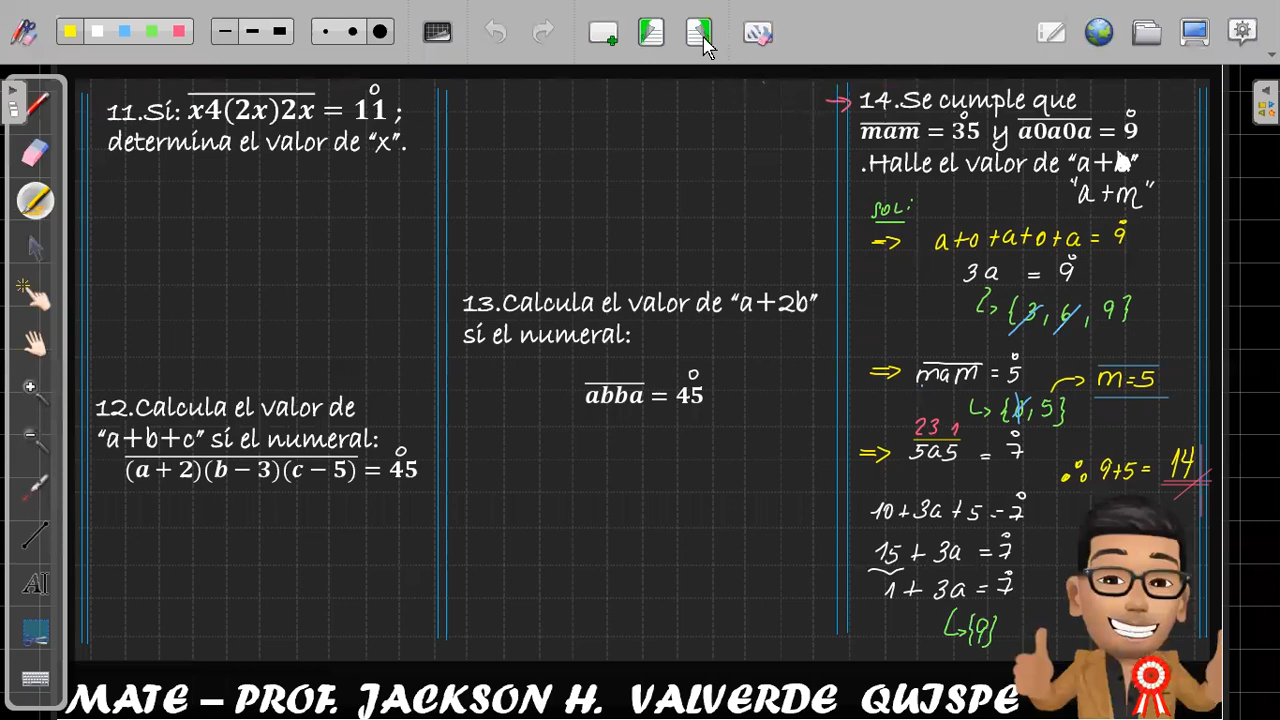 11.Si: x4(2x)2x = 11 ;
determina el valor de “x”.
12.Calcula el valor de
“a+b+c” si el numeral:
(a + 2)(b − 3)(c − 5) = 45
13.Calcula el valor de “a+2b”
si el numeral:
abba = 45
14.Se cumple que
mam = 35 y a0a0a = 9
.Halle el valor de “a+b”
"a+m"
SOL:
=> a+0+a+0+a = 9
3a = 9
↳ {3, 6, 9}
=> mam = 5
↳ {0, 5} → m=5
231
=> 5a5 = 7
∴ 9+5 = 14
10+3a+5 = 7
15 + 3a = 7
1 + 3a = 7
↳ {9}
AI
MATE – PROF. JACKSON H. VALVERDE QUISPE